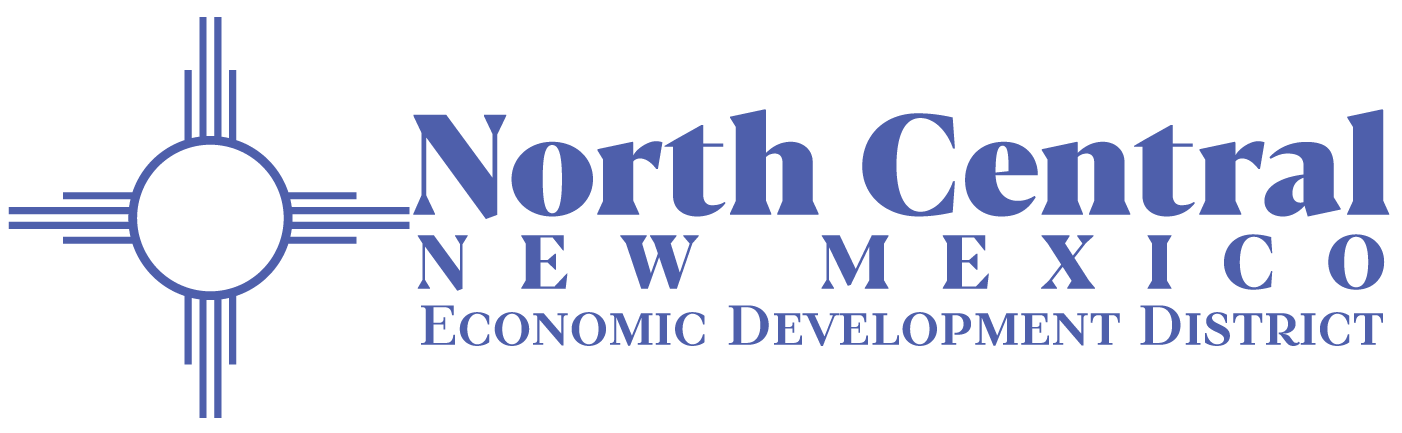 North Central
NEW MEXICO
Economic Development District